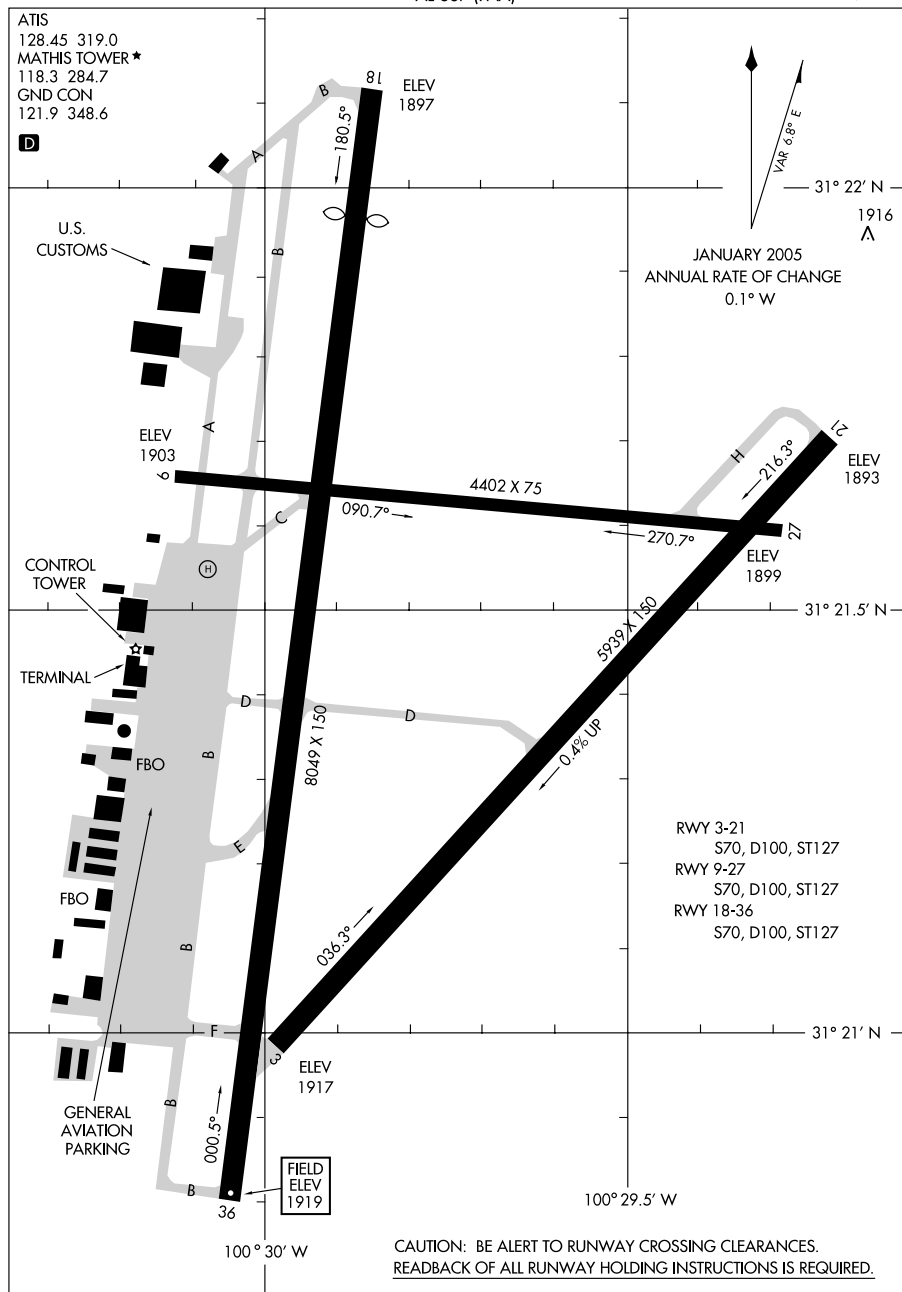 AL-687 (FAA)
ATIS
128.45 319.0
MATHIS TOWER ★
118.3 284.7
GND CON
121.9 348.6
D
18
ELEV
1897
B
A
180.5°
VAR 6.8° E
31° 22' N
1916
U.S.
CUSTOMS
B
JANUARY 2005
ANNUAL RATE OF CHANGE
0.1° W
A
ELEV
1903
9
21
H
216.3°
ELEV
1893
4402 X 75
C
090.7°
270.7°
27
ELEV
1899
CONTROL
TOWER
H
31° 21.5' N
5939 X 150
TERMINAL
D
D
8049 X 150
B
0.4% UP
FBO
E
RWY 3-21
S70, D100, ST127
RWY 9-27
S70, D100, ST127
RWY 18-36
S70, D100, ST127
FBO
B
036.3°
F
31° 21' N
3
ELEV
1917
B
000.5°
GENERAL
AVIATION
PARKING
FIELD
ELEV
1919
B
36
100° 29.5' W
100° 30' W
CAUTION: BE ALERT TO RUNWAY CROSSING CLEARANCES.
READBACK OF ALL RUNWAY HOLDING INSTRUCTIONS IS REQUIRED.